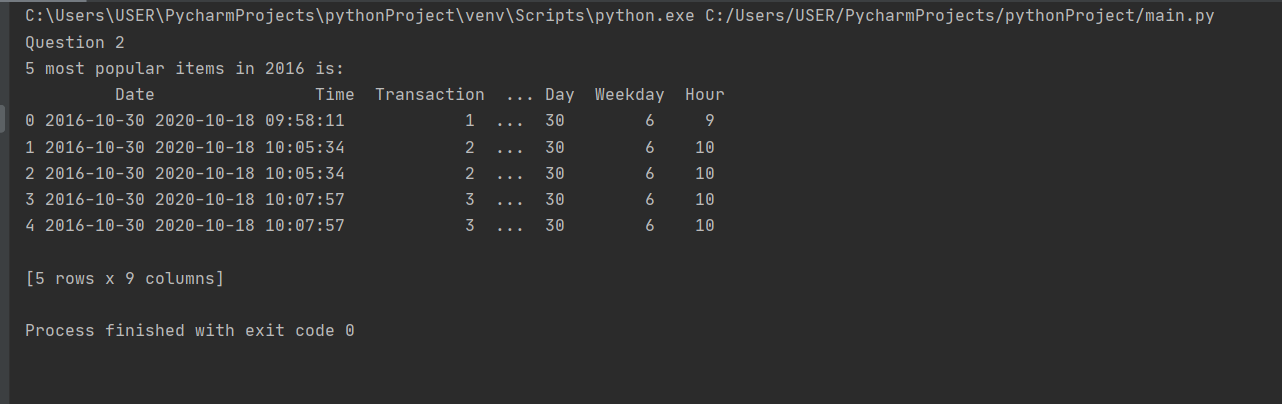 C:\Users\USER\PycharmProjects\pythonProject\venv\Scripts\python.exe C:/Users/USER/PycharmProjects/pythonProject/main.py
Question 2
5 most popular items in 2016 is:
         Date                Time  Transaction  ... Day  Weekday  Hour
0 2016-10-30 2020-10-18 09:58:11            1  ...  30        6     9
1 2016-10-30 2020-10-18 10:05:34            2  ...  30        6    10
2 2016-10-30 2020-10-18 10:05:34            2  ...  30        6    10
3 2016-10-30 2020-10-18 10:07:57            3  ...  30        6    10
4 2016-10-30 2020-10-18 10:07:57            3  ...  30        6    10
[5 rows x 9 columns]
Process finished with exit code 0